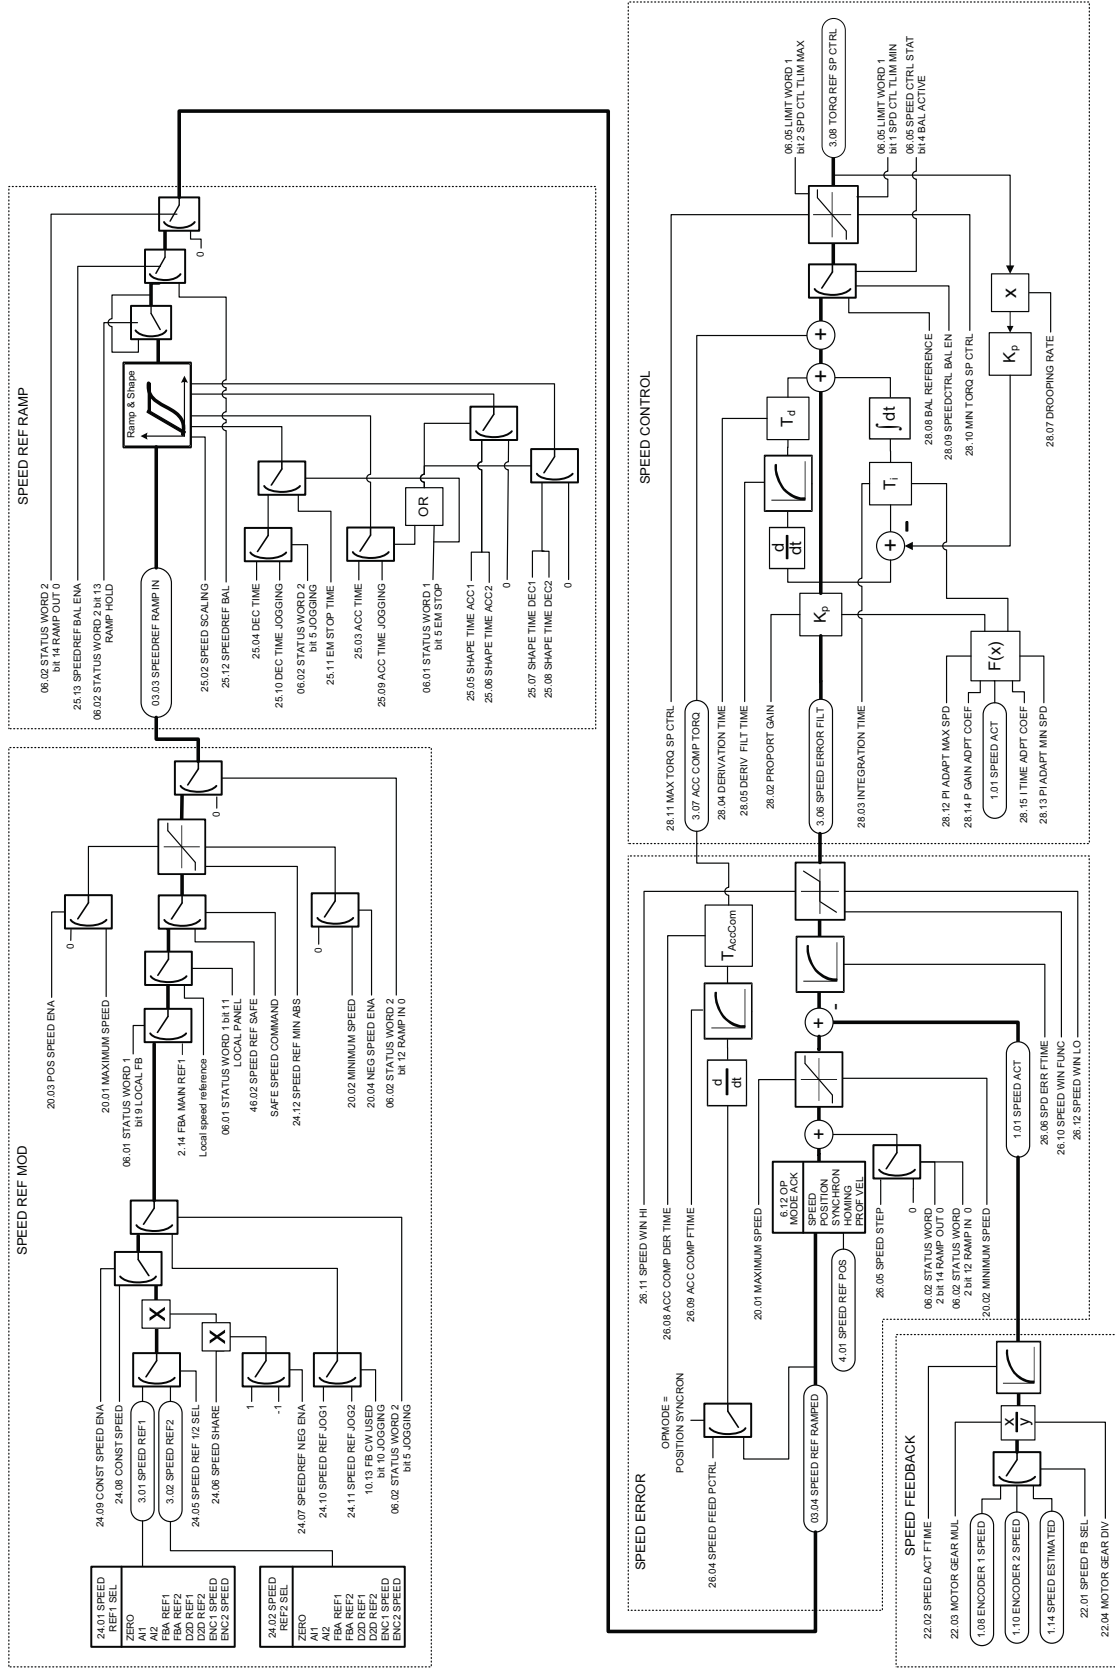 SPEED REF MOD
24.01 SPEED
REF1 SEL
ZERO
AI1
AI2
FBA REF1
FBA REF2
D2D REF1
D2D REF2
ENC1 SPEED
ENC2 SPEED
24.02 SPEED
REF2 SEL
ZERO
AI1
AI2
FBA REF1
FBA REF2
D2D REF1
D2D REF2
ENC1 SPEED
ENC2 SPEED
24.09 CONST SPEED ENA
24.08 CONST SPEED
3.01 SPEED REF1
3.02 SPEED REF2
24.05 SPEED REF 1/2 SEL
24.06 SPEED SHARE
1
-1
24.07 SPEEDREF NEG ENA
24.10 SPEED REF JOG1
24.11 SPEED REF JOG2
10.13 FB CW USED
bit 10 JOGGING
06.02 STATUS WORD 2
bit 5 JOGGING
X
X
20.03 POS SPEED ENA
0
20.01 MAXIMUM SPEED
06.01 STATUS WORD 1
bit 9 LOCAL FB
2.14 FBA MAIN REF1
Local speed reference
06.01 STATUS WORD 1 bit 11
LOCAL PANEL
46.02 SPEED REF SAFE
SAFE SPEED COMMAND
24.12 SPEED REF MIN ABS
0
20.02 MINIMUM SPEED
20.04 NEG SPEED ENA
06.02 STATUS WORD 2
bit 12 RAMP IN 0
0
SPEED REF RAMP
06.02 STATUS WORD 2
bit 14 RAMP OUT 0
25.13 SPEEDREF BAL ENA
06.02 STATUS WORD 2 bit 13
RAMP HOLD
03.03 SPEEDREF RAMP IN
25.02 SPEED SCALING
25.12 SPEEDREF BAL
25.04 DEC TIME
25.10 DEC TIME JOGGING
06.02 STATUS WORD 2
bit 5 JOGGING
25.11 EM STOP TIME
25.03 ACC TIME
25.09 ACC TIME JOGGING
06.01 STATUS WORD 1
bit 5 EM STOP
25.05 SHAPE TIME ACC1
25.06 SHAPE TIME ACC2
0
25.07 SHAPE TIME DEC1
25.08 SHAPE TIME DEC2
0
OR
Ramp & Shape
0
SPEED ERROR
OPMODE =
POSITION SYNCRON
26.04 SPEED FEED PCTRL
03.04 SPEED REF RAMPED
26.11 SPEED WIN HI
26.08 ACC COMP DER TIME
26.09 ACC COMP FTIME
20.01 MAXIMUM SPEED
6.12 OP
MODE ACK
SPEED
POSITION
SYNCHRON
HOMING
PROF VEL
4.01 SPEED REF POS
26.05 SPEED STEP
0
06.02 STATUS WORD
2 bit 14 RAMP OUT 0
06.02 STATUS WORD
2 bit 12 RAMP IN 0
20.02 MINIMUM SPEED
d
dt
TAccCom
+
+
-
1.01 SPEED ACT
26.06 SPD ERR FTIME
26.10 SPEED WIN FUNC
26.12 SPEED WIN LO
SPEED FEEDBACK
22.02 SPEED ACT FTIME
22.03 MOTOR GEAR MUL
1.08 ENCODER 1 SPEED
1.10 ENCODER 2 SPEED
1.14 SPEED ESTIMATED
22.01 SPEED FB SEL
22.04 MOTOR GEAR DIV
x
y
SPEED CONTROL
28.11 MAX TORQ SP CTRL
3.07 ACC COMP TORQ
28.04 DERIVATION TIME
28.05 DERIV FILT TIME
28.02 PROPORT GAIN
3.06 SPEED ERROR FILT
28.03 INTEGRATION TIME
28.12 PI ADAPT MAX SPD
28.14 P GAIN ADPT COEF
1.01 SPEED ACT
28.15 I TIME ADPT COEF
28.13 PI ADAPT MIN SPD
F(x)
Kp
d
dt
+
-
Td
Ti
∫dt
+
+
28.08 BAL REFERENCE
28.09 SPEEDCTRL BAL EN
28.10 MIN TORQ SP CTRL
28.07 DROOPING RATE
Kp
x
06.05 LIMIT WORD 1
bit 2 SPD CTL TLIM MAX
3.08 TORQ REF SP CTRL
06.05 LIMIT WORD 1
bit 1 SPD CTL TLIM MIN
06.05 SPEED CTRL STAT
bit 4 BAL ACTIVE